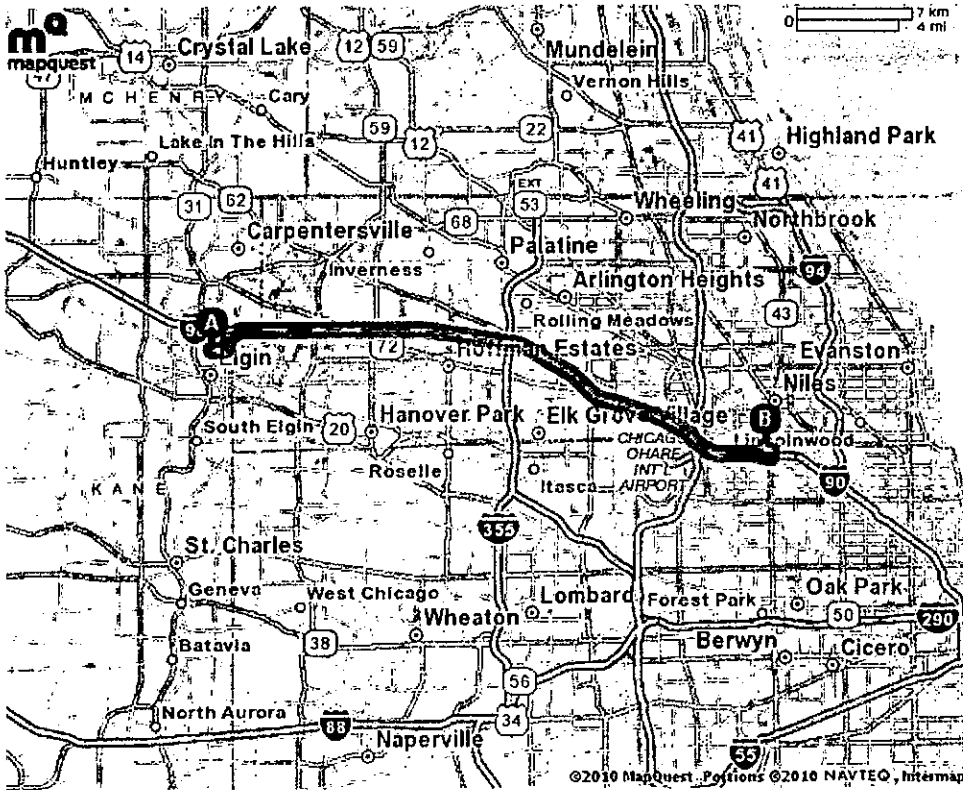 mQ
mapquest
7 km
0
4 mi
14
Crystal Lake
12
59
Mundelein
47
Vernon Hills
MCHENRY
Cary
59
12
22
41
Highland Park
Lake In The Hills
Huntley
EXT
53
41
31
62
68
Wheeling
Northbrook
Carpentersville
Palatine
Inverness
94
Arlington Heights
A
Rolling Meadows
43
72
Hoffman Estates
Evanston
Elgin
Niles
Hanover Park
Elk Grove Village
B
20
South Elgin
CHICAGO
Lincolnwood
OHARE
Roselle
INT'L
KANE
Itasca
AIRPORT
90
355
St. Charles
Geneva
West Chicago
Lombard
Forest Park
Oak Park
Wheaton
50
290
38
Batavia
Berwyn
Cicero
56
North Aurora
34
88
Naperville
55
©2010 MapQuest Portions ©2010 NAVTEQ, Intermap